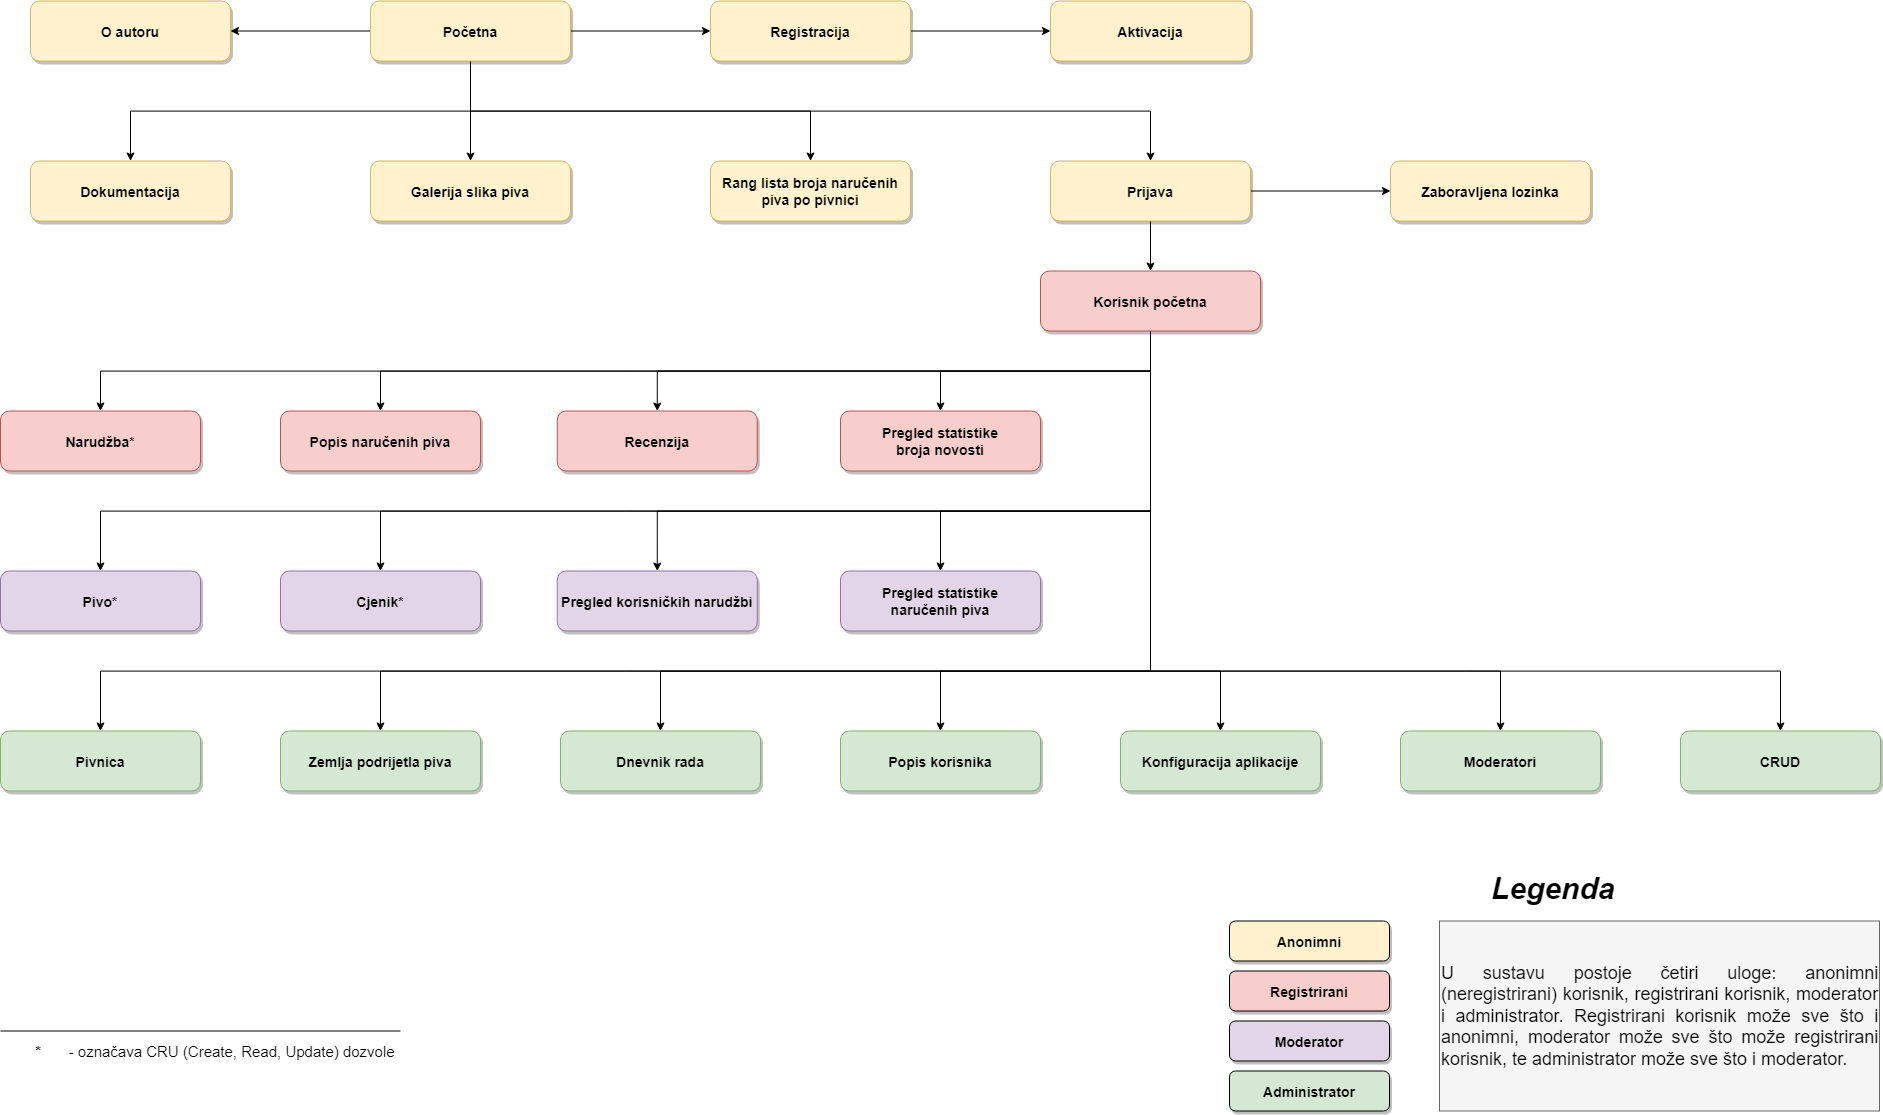 O autoru
Početna
Registracija
Aktivacija
Dokumentacija
Galerija slika piva
Rang lista broja naručenih
piva po pivnici
Prijava
Zaboravljena lozinka
Korisnik početna
Narudžba*
Popis naručenih piva
Recenzija
Pregled statistike
broja novosti
Pivo*
Cjenik*
Pregled korisničkih narudžbi
Pregled statistike
naručenih piva
Pivnica
Zemlja podrijetla piva
Dnevnik rada
Popis korisnika
Konfiguracija aplikacije
Moderatori
CRUD
Legenda
Anonimni
Registrirani
Moderator
Administrator
U sustavu postoje četiri uloge: anonimni
(neregistrirani) korisnik, registrirani korisnik, moderator
i administrator. Registrirani korisnik može sve što i
anonimni, moderator može sve što može registrirani
korisnik, te administrator može sve što i moderator.
* - označava CRU (Create, Read, Update) dozvole